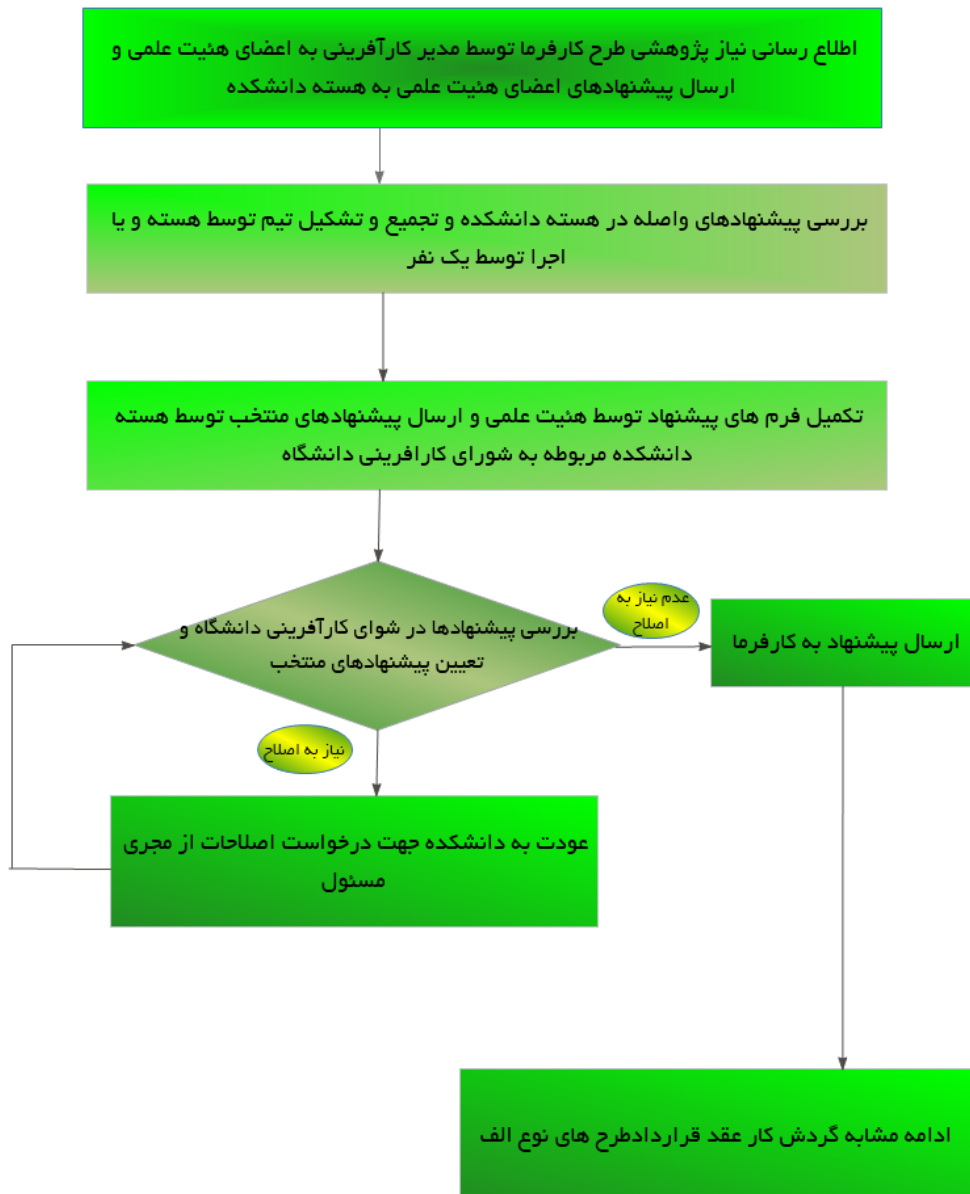 اطلاع رسانی نیاز پژوهشی طرح کارفرما توسط مدیر کارآفرینی به اعضای هئیت علمی و
ارسال پیشنهادهای اعضای هئیت علمی به هسته دانشکده
بررسی پیشنهادهای واصله در هسته دانشکده و تجمیع و تشکیل تیم توسط هسته و یا
اجرا توسط یک نفر
تکمیل فرم های پیشنهاد توسط هئیت علمی و ارسال پیشنهادهای منتخب توسط هسته
دانشکده مربوطه به شورای کارافرینی دانشگاه
بررسی پیشنهادها در شوای کارآفرینی دانشگاه و
تعیین پیشنهادهای منتخب
عدم نیاز به
اصلاح
ارسال پیشنهاد به کارفرما
نیاز به اصلاح
عودت به دانشکده جهت درخواست اصلاحات از مجری
مسئول
ادامه مشابه گردش کار عقد قراردادطرح های نوع الف